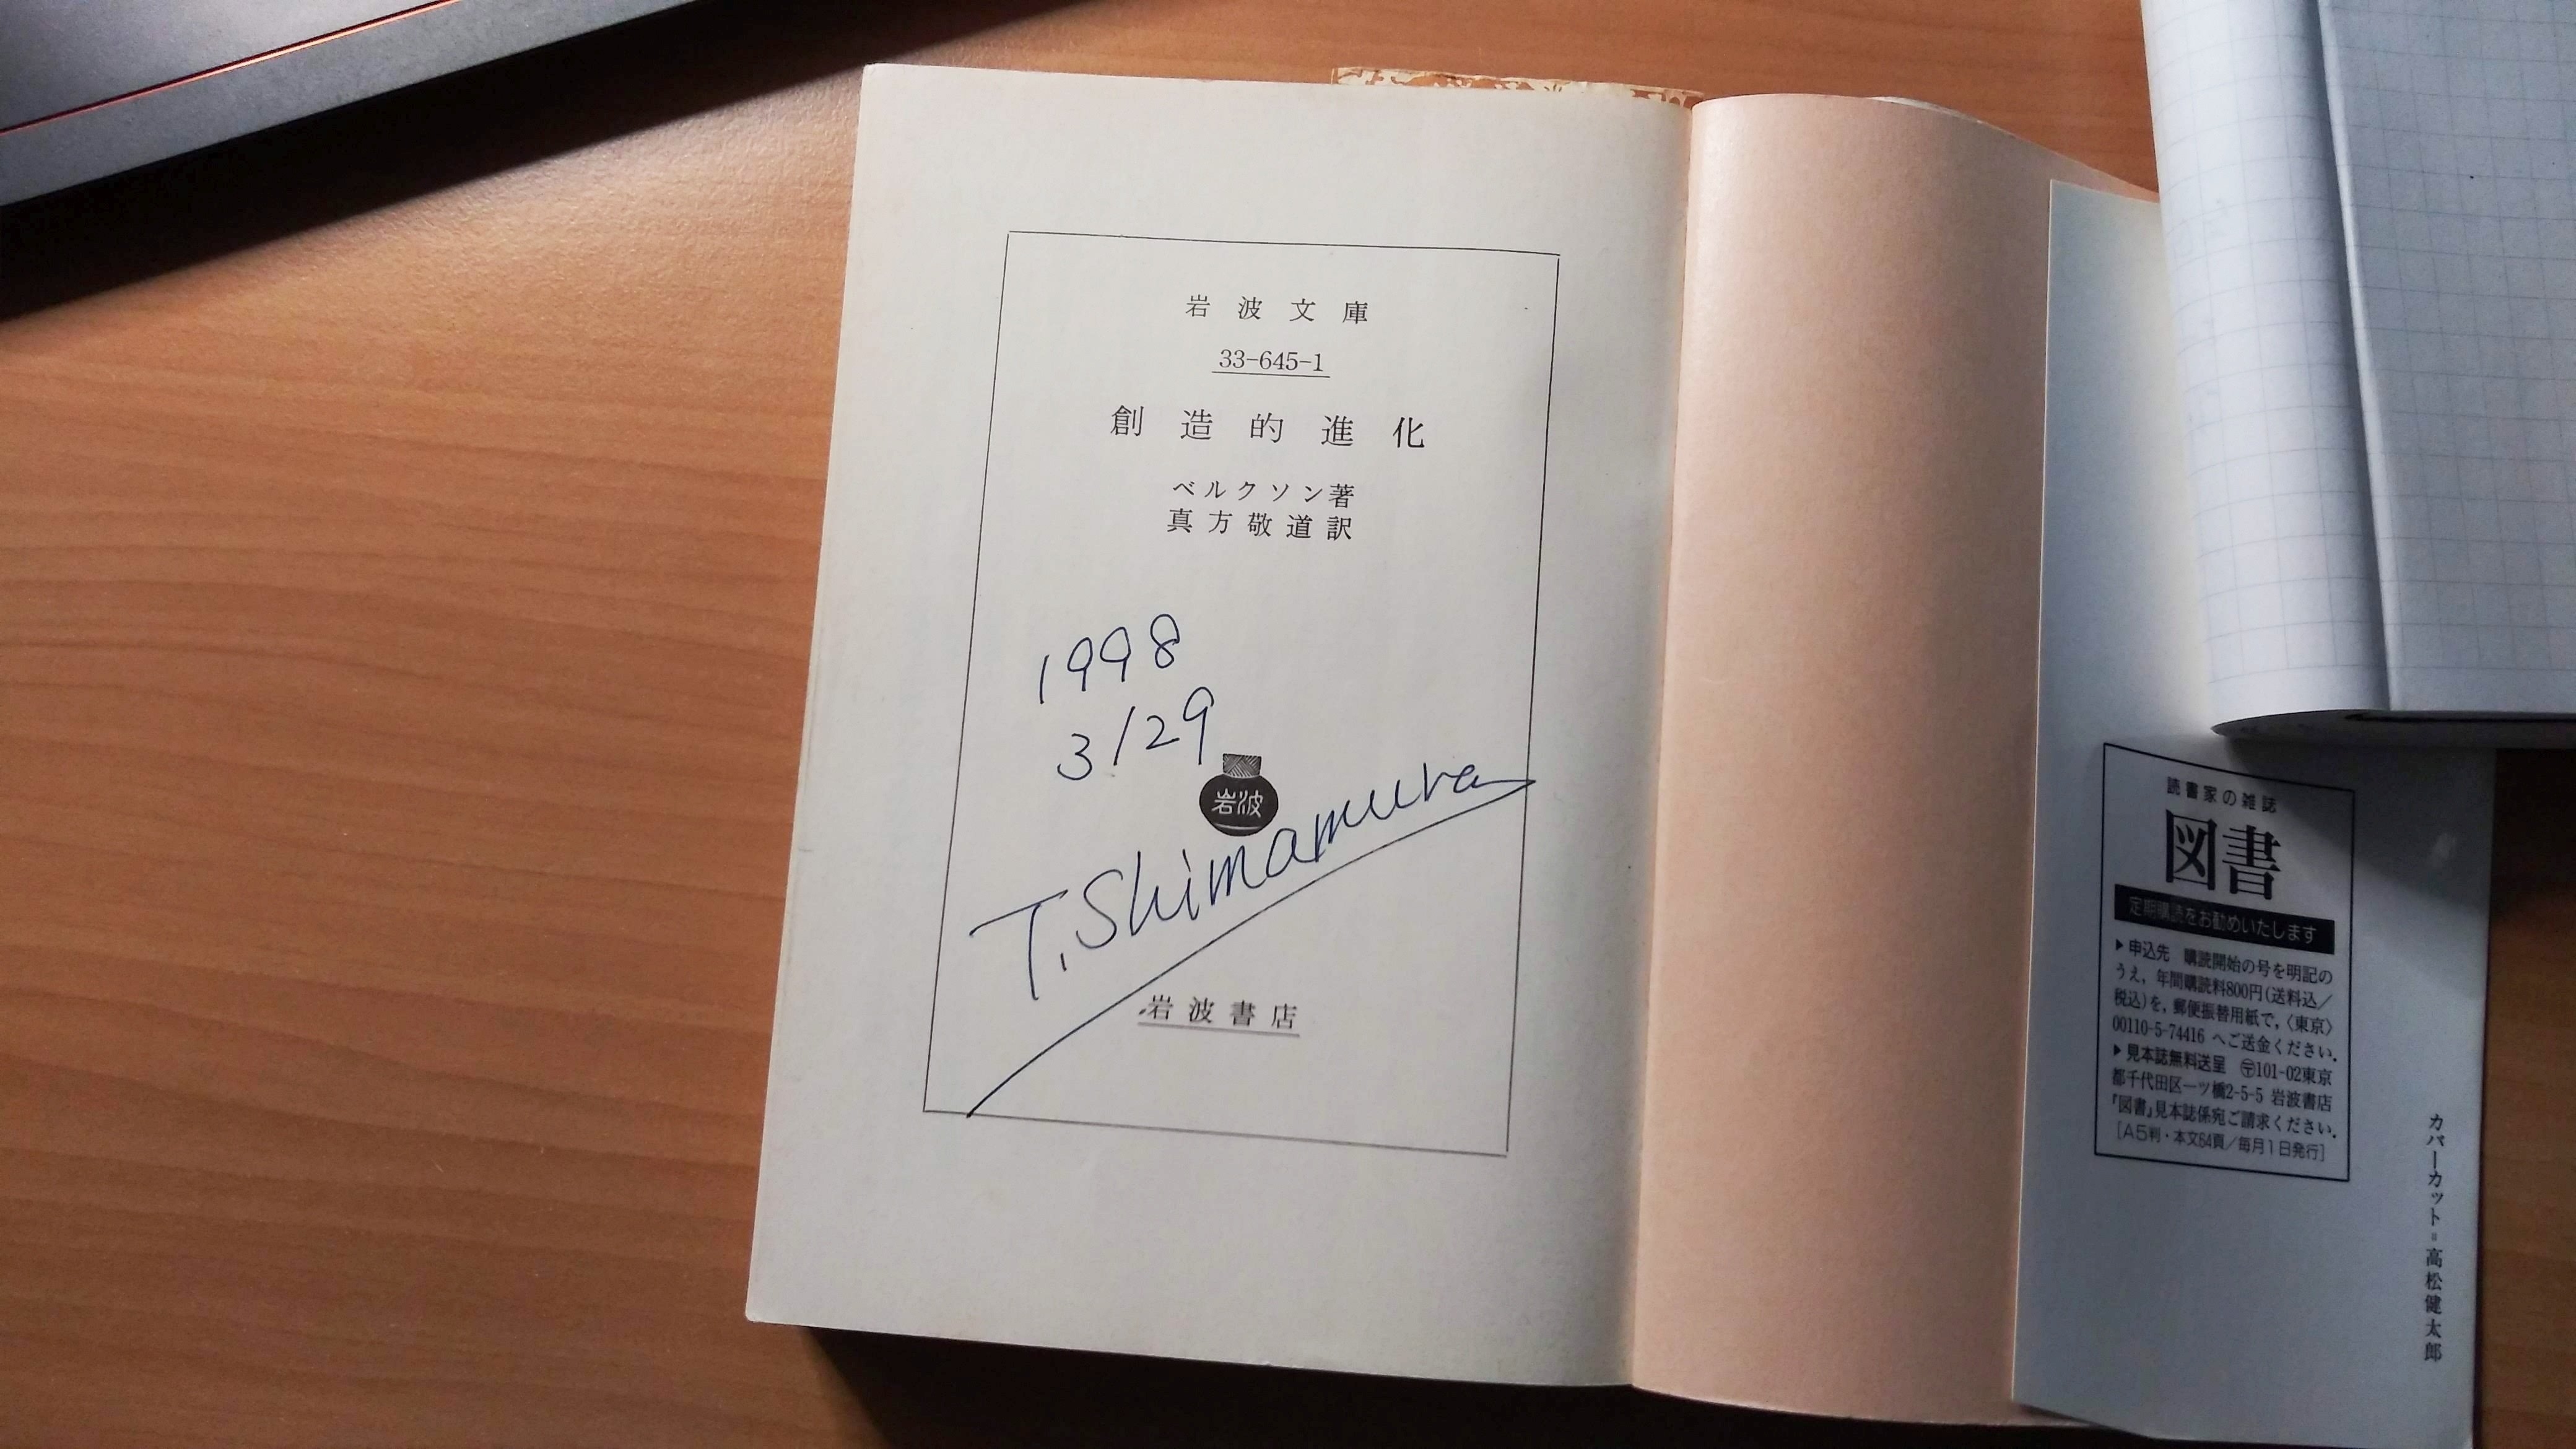 岩波文庫
33-645-1
創造的進化
ベルクソン著
真方敬道訳
1998
3/29
岩波
T. Shimamura
岩波書店
読書家の雑誌
図書
定期購読をお勧めいたします
▶申込先 購読開始の号を明記の
うえ, 年間購読料800円(送料込/
税込)を, 郵便振替用紙で,〈東京〉
00110-5-74416 へご送金ください.
▶見本誌無料送呈 〒101-02東京
都千代田区一ツ橋2-5-5 岩波書店
『図書』見本誌係宛ご請求ください.
[A5判・本文64頁/毎月1日発行]
カバーカット=高松健太郎